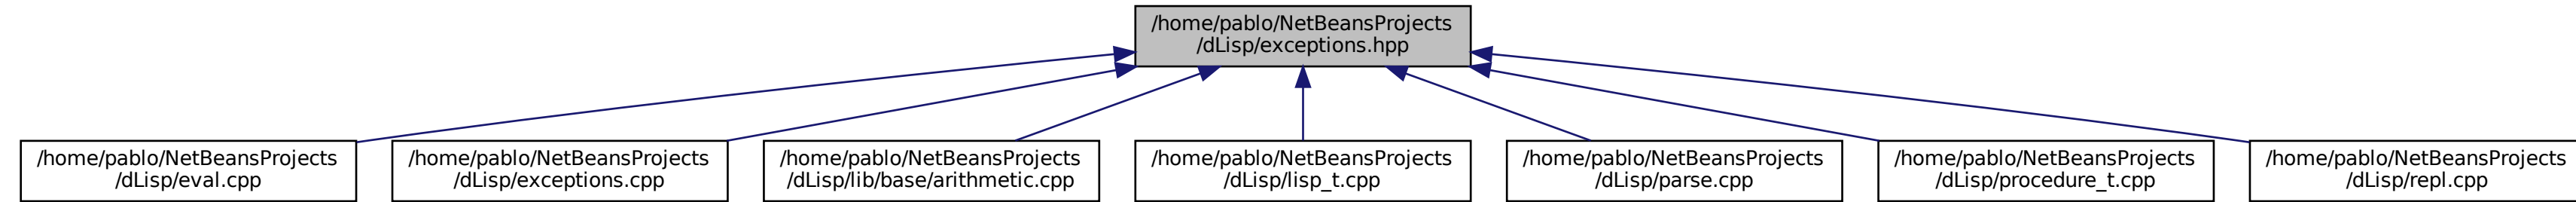 /home/pablo/NetBeansProjects
/dLisp/exceptions.hpp
/home/pablo/NetBeansProjects
/dLisp/eval.cpp
/home/pablo/NetBeansProjects
/dLisp/exceptions.cpp
/home/pablo/NetBeansProjects
/dLisp/lib/base/arithmetic.cpp
/home/pablo/NetBeansProjects
/dLisp/lisp_t.cpp
/home/pablo/NetBeansProjects
/dLisp/parse.cpp
/home/pablo/NetBeansProjects
/dLisp/procedure_t.cpp
/home/pablo/NetBeansProjects
/dLisp/repl.cpp